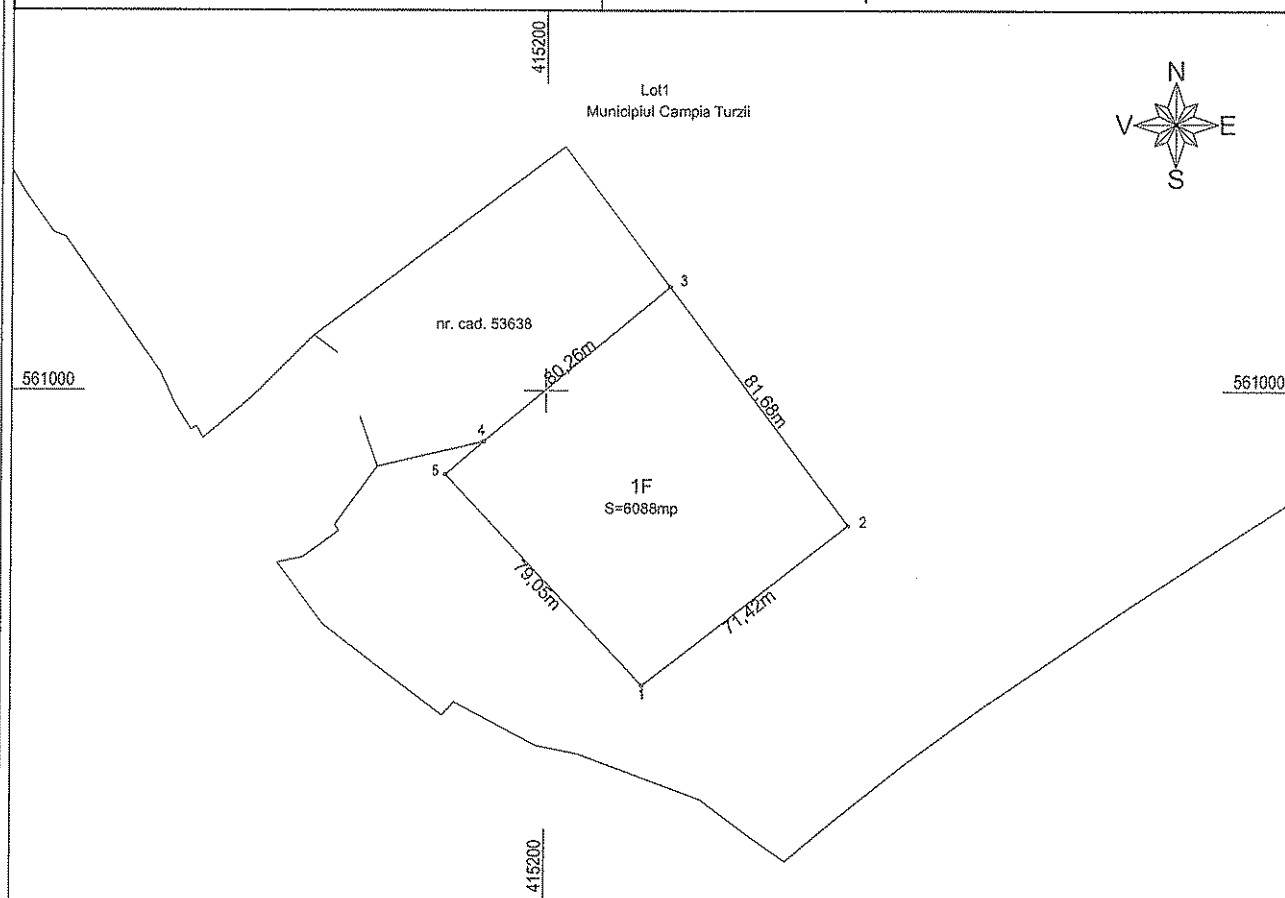 415200
Lot1
Municipiul Campia Turzii
N
V E
S
3
nr. cad. 53638
80,26m
561000
561000
81,68m
4
5
1F
S=6088mp
2
79,05m
71,42m
1
415200